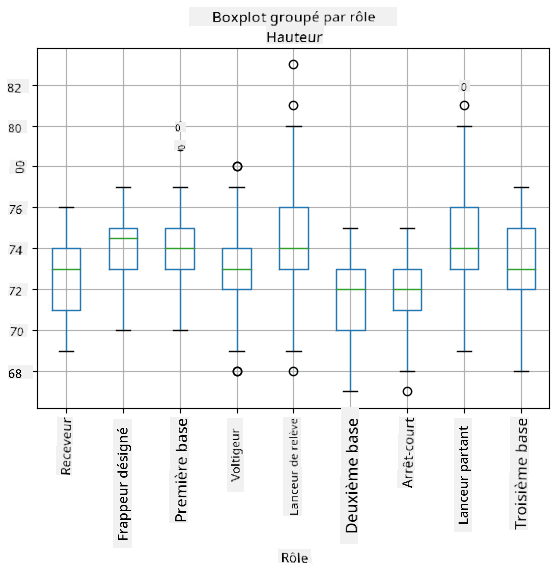 Boxplot groupé par rôle
Hauteur
82
80
00
76
74
72
70
68
Receveur
Frappeur désigné
Première base
Voltigeur
Lanceur de relève
Deuxième base
Arrêt-court
Lanceur partant
Troisième base
Rôle